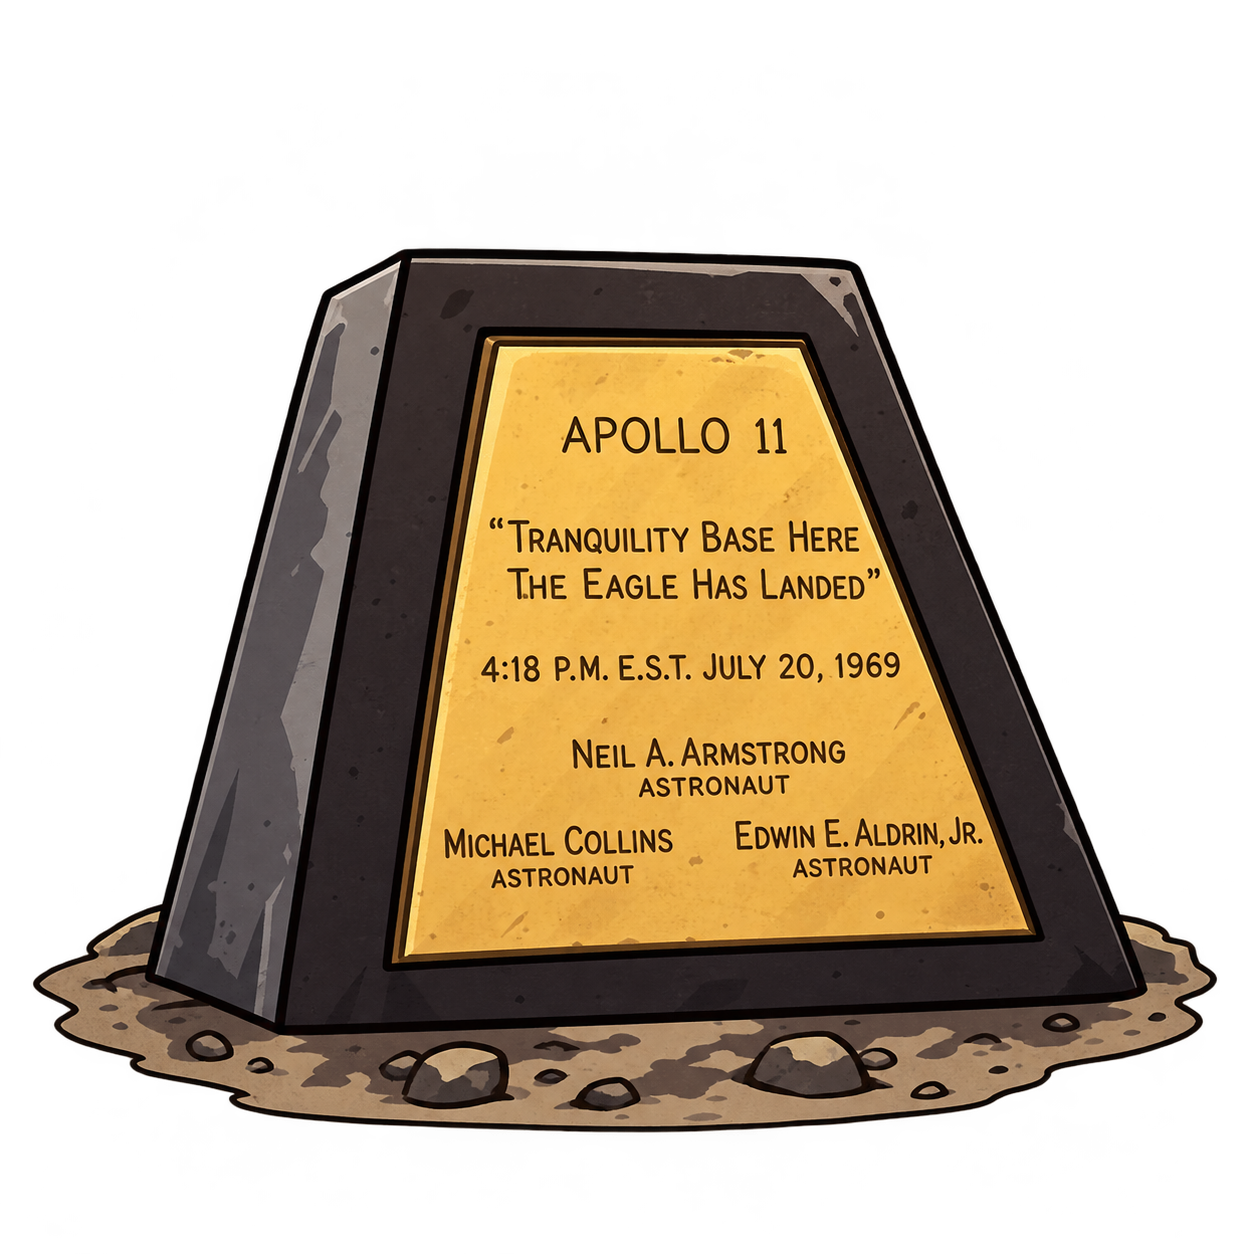 APOLLO 11
“TRANQUILITY BASE HERE
THE EAGLE HAS LANDED”
4:18 P.M. E.S.T. JULY 20, 1969
NEIL A. ARMSTRONG
ASTRONAUT
MICHAEL COLLINS
ASTRONAUT
EDWIN E. ALDRIN, JR.
ASTRONAUT